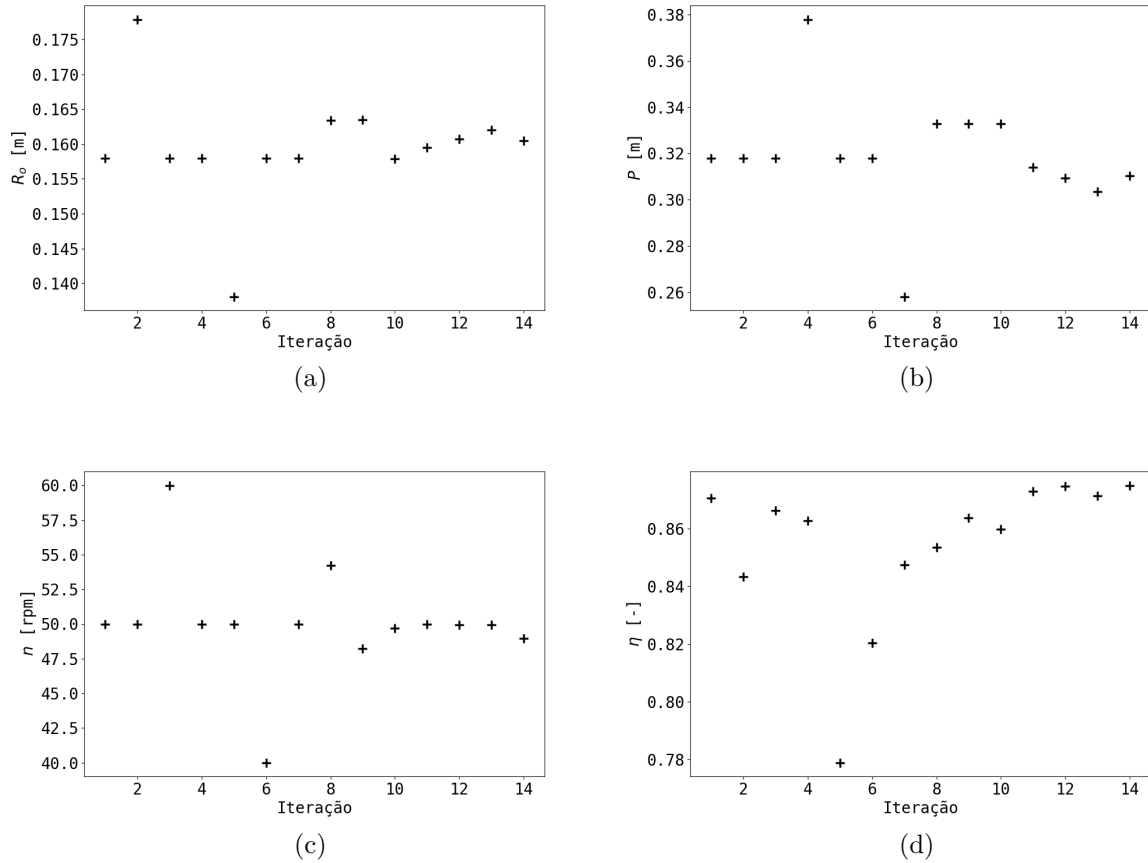 0.175
0.170
0.165
0.160
0.155
0.150
0.145
0.140
R_o [m]
2 4 6 8 10 12 14
Iteração
(a)
0.38
0.36
0.34
0.32
0.30
0.28
0.26
P [m]
2 4 6 8 10 12 14
Iteração
(b)
60.0
57.5
55.0
52.5
50.0
47.5
45.0
42.5
40.0
n [rpm]
2 4 6 8 10 12 14
Iteração
(c)
0.86
0.84
0.82
0.80
0.78
η [-]
2 4 6 8 10 12 14
Iteração
(d)